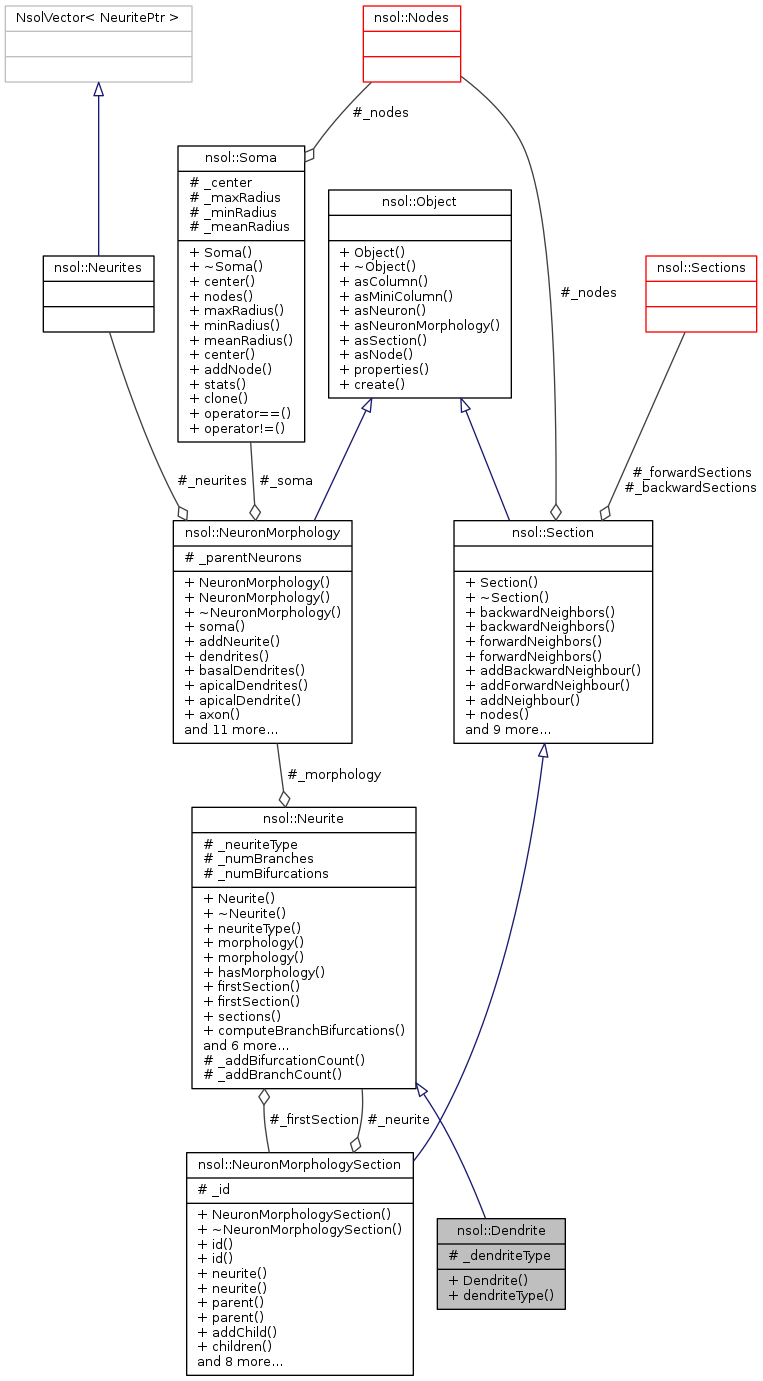 NsolVector< NeuritePtr >
nsol::Nodes
#_nodes
nsol::Soma
# _center
# _maxRadius
# _minRadius
# _meanRadius
+ Soma()
+ ~Soma()
+ center()
+ nodes()
+ maxRadius()
+ minRadius()
+ meanRadius()
+ center()
+ addNode()
+ stats()
+ clone()
+ operator==()
+ operator!=()
nsol::Object
+ Object()
+ ~Object()
+ asColumn()
+ asMiniColumn()
+ asNeuron()
+ asNeuronMorphology()
+ asSection()
+ asNode()
+ properties()
+ create()
nsol::Neurites
nsol::Sections
#_nodes
#_neurites
#_soma
#_forwardSections
#_backwardSections
nsol::NeuronMorphology
# _parentNeurons
+ NeuronMorphology()
+ NeuronMorphology()
+ ~NeuronMorphology()
+ soma()
+ addNeurite()
+ dendrites()
+ basalDendrites()
+ apicalDendrites()
+ apicalDendrite()
+ axon()
and 11 more...
nsol::Section
+ Section()
+ ~Section()
+ backwardNeighbors()
+ backwardNeighbors()
+ forwardNeighbors()
+ forwardNeighbors()
+ addBackwardNeighbour()
+ addForwardNeighbour()
+ addNeighbour()
+ nodes()
and 9 more...
#_morphology
nsol::Neurite
# _neuriteType
# _numBranches
# _numBifurcations
+ Neurite()
+ ~Neurite()
+ neuriteType()
+ morphology()
+ morphology()
+ hasMorphology()
+ firstSection()
+ firstSection()
+ sections()
+ computeBranchBifurcations()
and 6 more...
# _addBifurcationCount()
# _addBranchCount()
#_firstSection
#_neurite
nsol::NeuronMorphologySection
# _id
+ NeuronMorphologySection()
+ ~NeuronMorphologySection()
+ id()
+ id()
+ neurite()
+ neurite()
+ parent()
+ parent()
+ addChild()
+ children()
and 8 more...
nsol::Dendrite
# _dendriteType
+ Dendrite()
+ dendriteType()